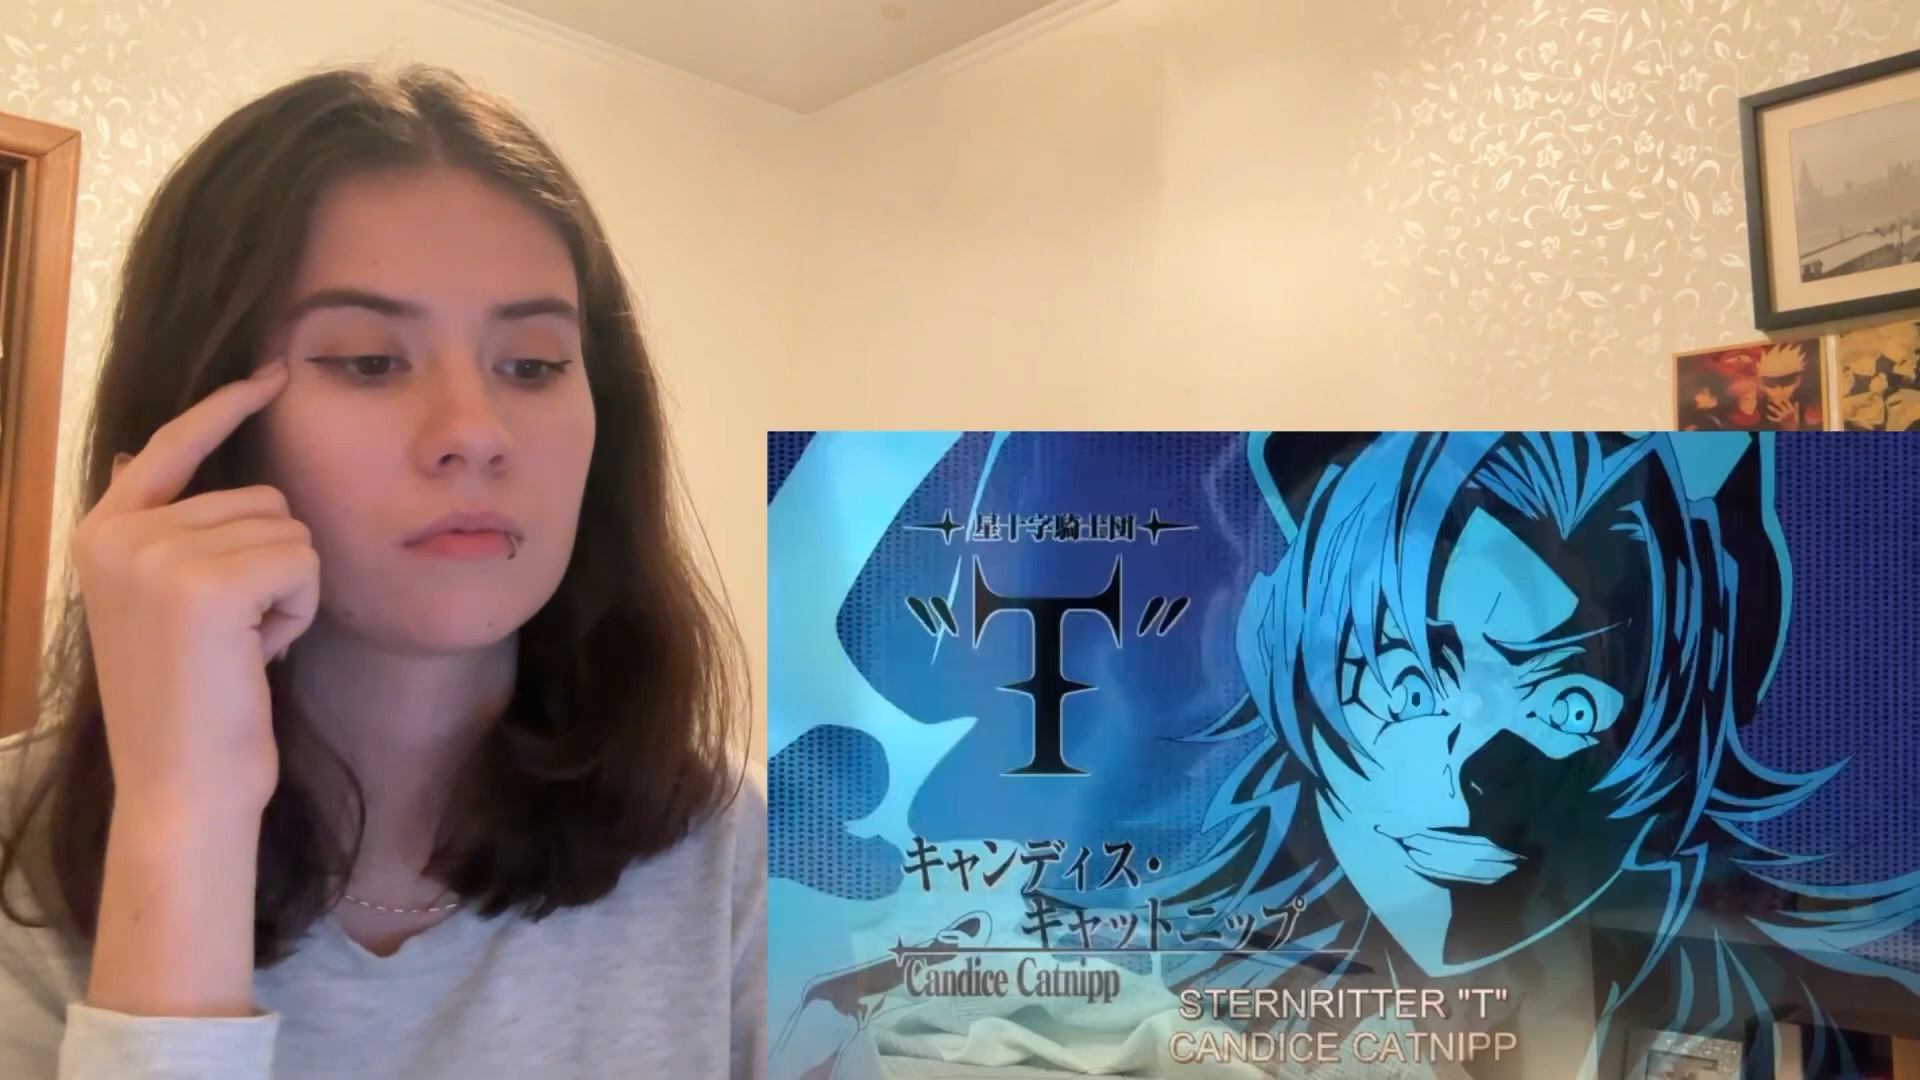 星十字騎士団
"T"
キャンディス・
キャットニップ
Candice Catnipp
STERNRITTER "T"
CANDICE CATNIPP